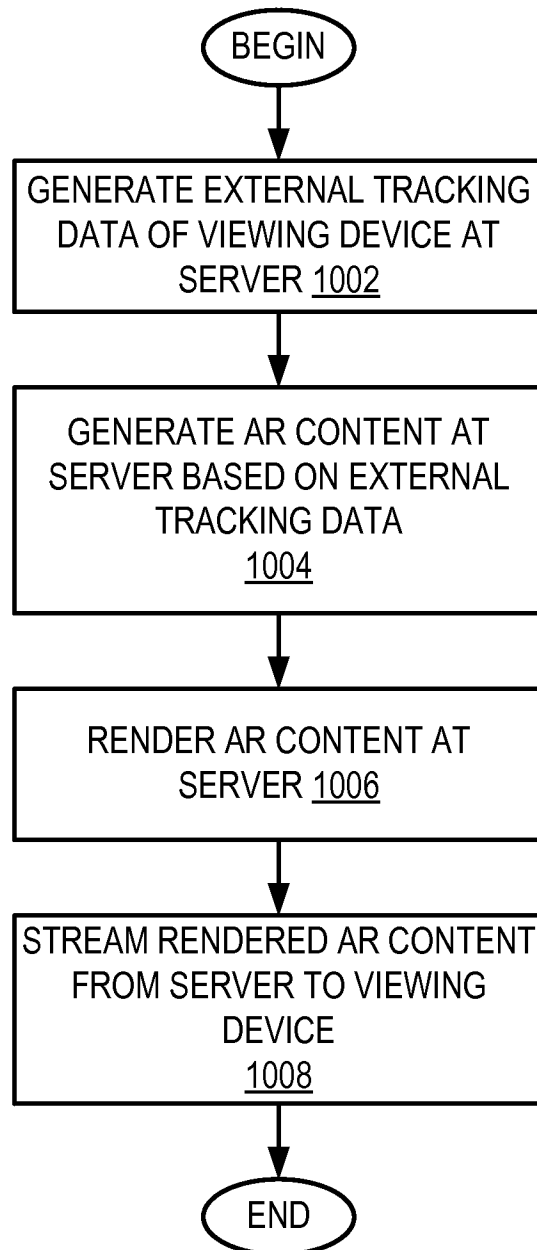 BEGIN
GENERATE EXTERNAL TRACKING
DATA OF VIEWING DEVICE AT
SERVER 1002
GENERATE AR CONTENT AT
SERVER BASED ON EXTERNAL
TRACKING DATA
1004
RENDER AR CONTENT AT
SERVER 1006
STREAM RENDERED AR CONTENT
FROM SERVER TO VIEWING
DEVICE
1008
END